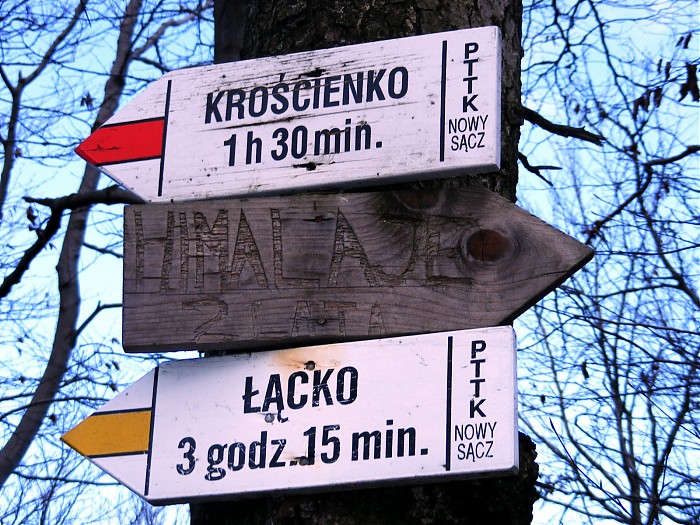 KROŚCIENKO
1 h 30 min.
PTTK
NOWY
SĄCZ
HIMALAJE
2 LATA
ŁĄCKO
3 godz. 15 min.
PTTK
NOWY
SĄCZ